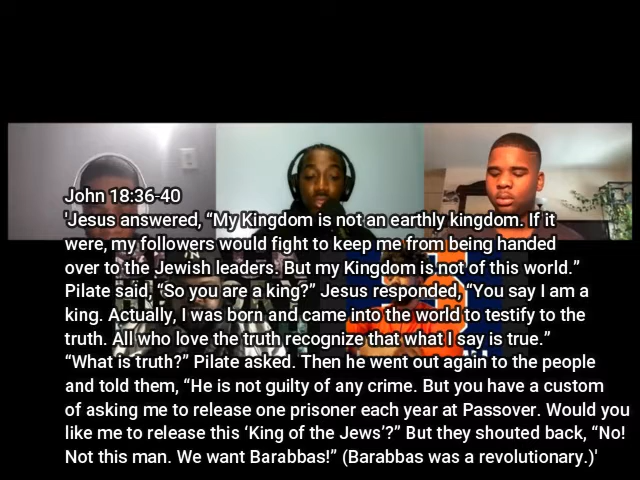 John 18:36-40
'Jesus answered, “My Kingdom is not an earthly kingdom. If it
were, my followers would fight to keep me from being handed
over to the Jewish leaders. But my Kingdom is not of this world.”
Pilate said, “So you are a king?” Jesus responded, “You say I am a
king. Actually, I was born and came into the world to testify to the
truth. All who love the truth recognize that what I say is true.”
“What is truth?” Pilate asked. Then he went out again to the people
and told them, “He is not guilty of any crime. But you have a custom
of asking me to release one prisoner each year at Passover. Would you
like me to release this ‘King of the Jews’?” But they shouted back, “No!
Not this man. We want Barabbas!” (Barabbas was a revolutionary.)'